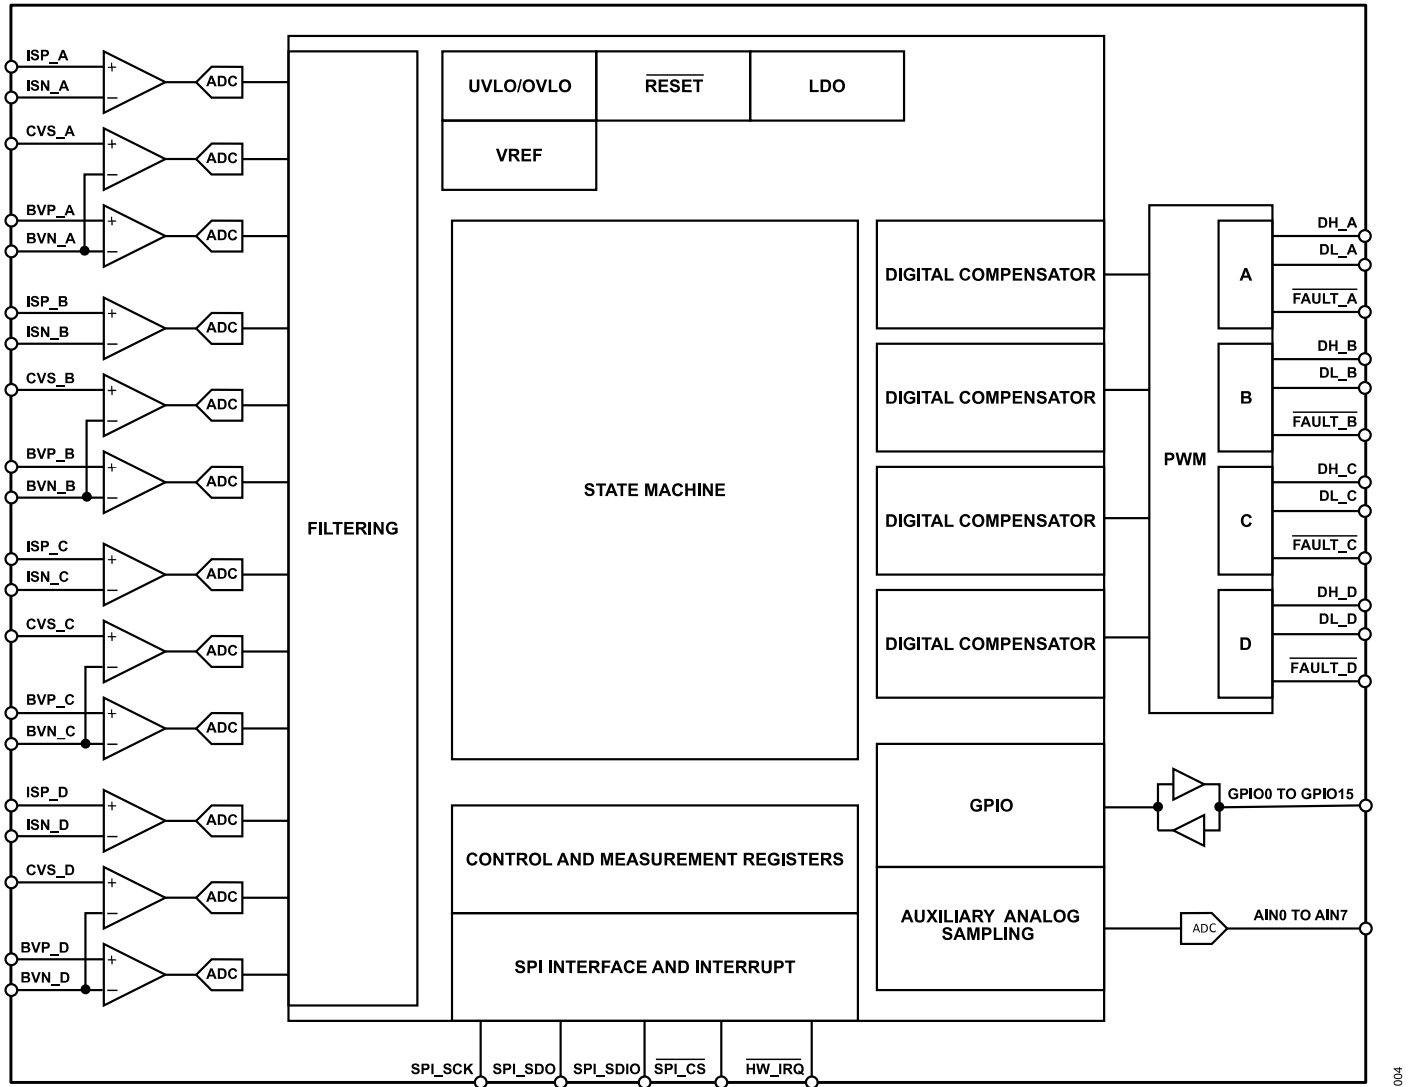 ISP_A
ISN_A
CVS_A
BVP_A
BVN_A
ISP_B
ISN_B
CVS_B
BVP_B
BVN_B
ISP_C
ISN_C
CVS_C
BVP_C
BVN_C
ISP_D
ISN_D
CVS_D
BVP_D
BVN_D
+
−
ADC
+
−
ADC
+
−
ADC
+
−
ADC
+
−
ADC
+
−
ADC
+
−
ADC
+
−
ADC
+
−
ADC
+
−
ADC
+
−
ADC
+
−
ADC
FILTERING
UVLO/OVLO
RESET
LDO
VREF
STATE MACHINE
CONTROL AND MEASUREMENT REGISTERS
SPI INTERFACE AND INTERRUPT
DIGITAL COMPENSATOR
DIGITAL COMPENSATOR
DIGITAL COMPENSATOR
DIGITAL COMPENSATOR
GPIO
AUXILIARY ANALOG
SAMPLING
PWM
A
B
C
D
DH_A
DL_A
FAULT_A
DH_B
DL_B
FAULT_B
DH_C
DL_C
FAULT_C
DH_D
DL_D
FAULT_D
GPIO0 TO GPIO15
ADC
AIN0 TO AIN7
SPI_SCK
SPI_SDO
SPI_SDIO
SPI_CS
HW_IRQ
004